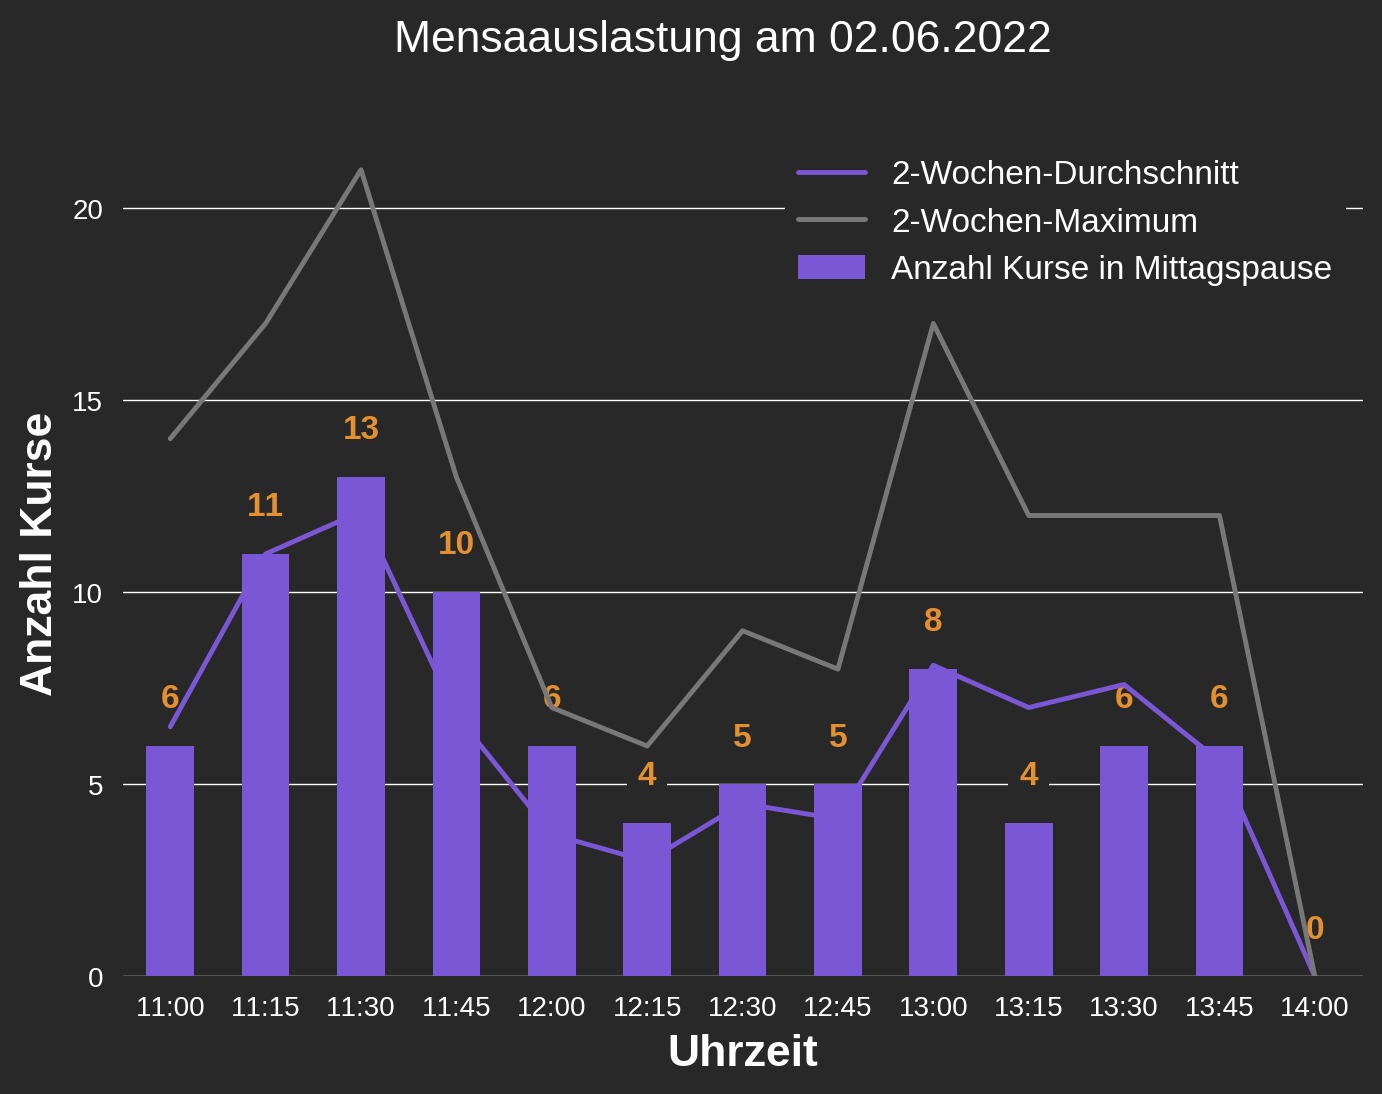 Mensaauslastung am 02.06.2022
2-Wochen-Durchschnitt
2-Wochen-Maximum
Anzahl Kurse in Mittagspause
Anzahl Kurse
20
15
10
5
0
6
11
13
10
6
4
5
5
8
4
6
6
0
11:00 11:15 11:30 11:45 12:00 12:15 12:30 12:45 13:00 13:15 13:30 13:45 14:00
Uhrzeit